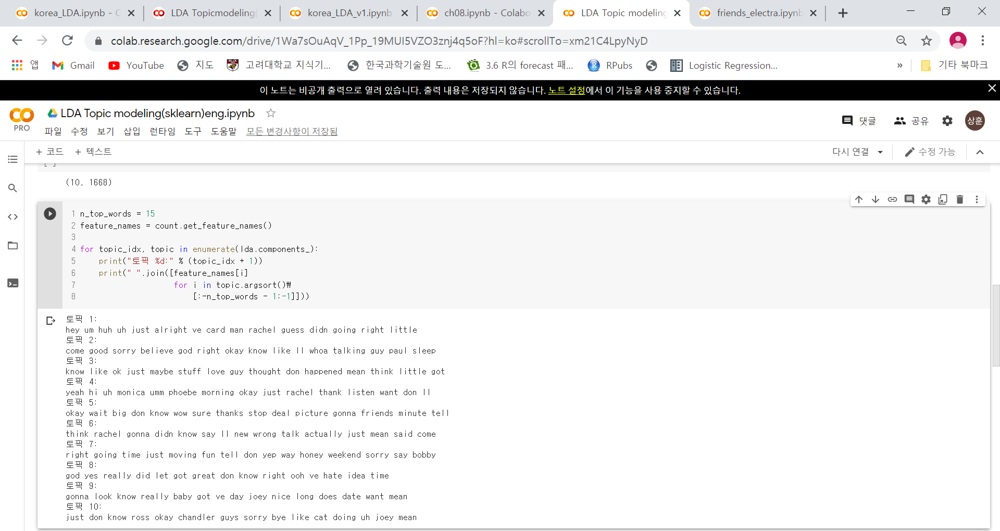 korea_LDA.ipynb - C
LDA Topicmodeling(
korea_LDA_v1.ipynb
ch08.ipynb - Colabo
LDA Topic modeling
friends_electra.ipynb
colab.research.google.com/drive/1Wa7sOuAqV_1Pp_19MUI5VZO3znj4q5oF?hl=ko#scrollTo=xm21C4LpyNyD
앱 Gmail YouTube 지도 고려대학교 지식기... 한국과학기술원 도... 3.6 R의 forecast 패... RPubs Logistic Regression... » 기타 북마크
이 노트는 비공개 출력으로 열려 있습니다. 출력 내용은 저장되지 않습니다. 노트 설정에서 이 기능을 사용 중지할 수 있습니다.
LDA Topic modeling(sklearn)eng.ipynb
PRO
파일 수정 보기 삽입 런타임 도구 도움말 모든 변경사항이 저장됨
댓글 공유 상훈
+ 코드 + 텍스트 다시 연결 수정 가능
[ ]
(10, 1668)
1 n_top_words = 15
2 feature_names = count.get_feature_names()
3
4 for topic_idx, topic in enumerate(lda.components_):
5 print("토픽 %d:" % (topic_idx + 1))
6 print(" ".join([feature_names[i]
7 for i in topic.argsort()₩
8 [:-n_top_words - 1:-1]]))
토픽 1:
hey um huh uh just alright ve card man rachel guess didn going right little
토픽 2:
come good sorry believe god right okay know like ll whoa talking guy paul sleep
토픽 3:
know like ok just maybe stuff love guy thought don happened mean think little got
토픽 4:
yeah hi uh monica umm phoebe morning okay just rachel thank listen want don ll
토픽 5:
okay wait big don know wow sure thanks stop deal picture gonna friends minute tell
토픽 6:
think rachel gonna didn know say ll new wrong talk actually just mean said come
토픽 7:
right going time just moving fun tell don yep way honey weekend sorry say bobby
토픽 8:
god yes really did let got great don know right ooh ve hate idea time
토픽 9:
gonna look know really baby got ve day joey nice long does date want mean
토픽 10:
just don know ross okay chandler guys sorry bye like cat doing uh joey mean